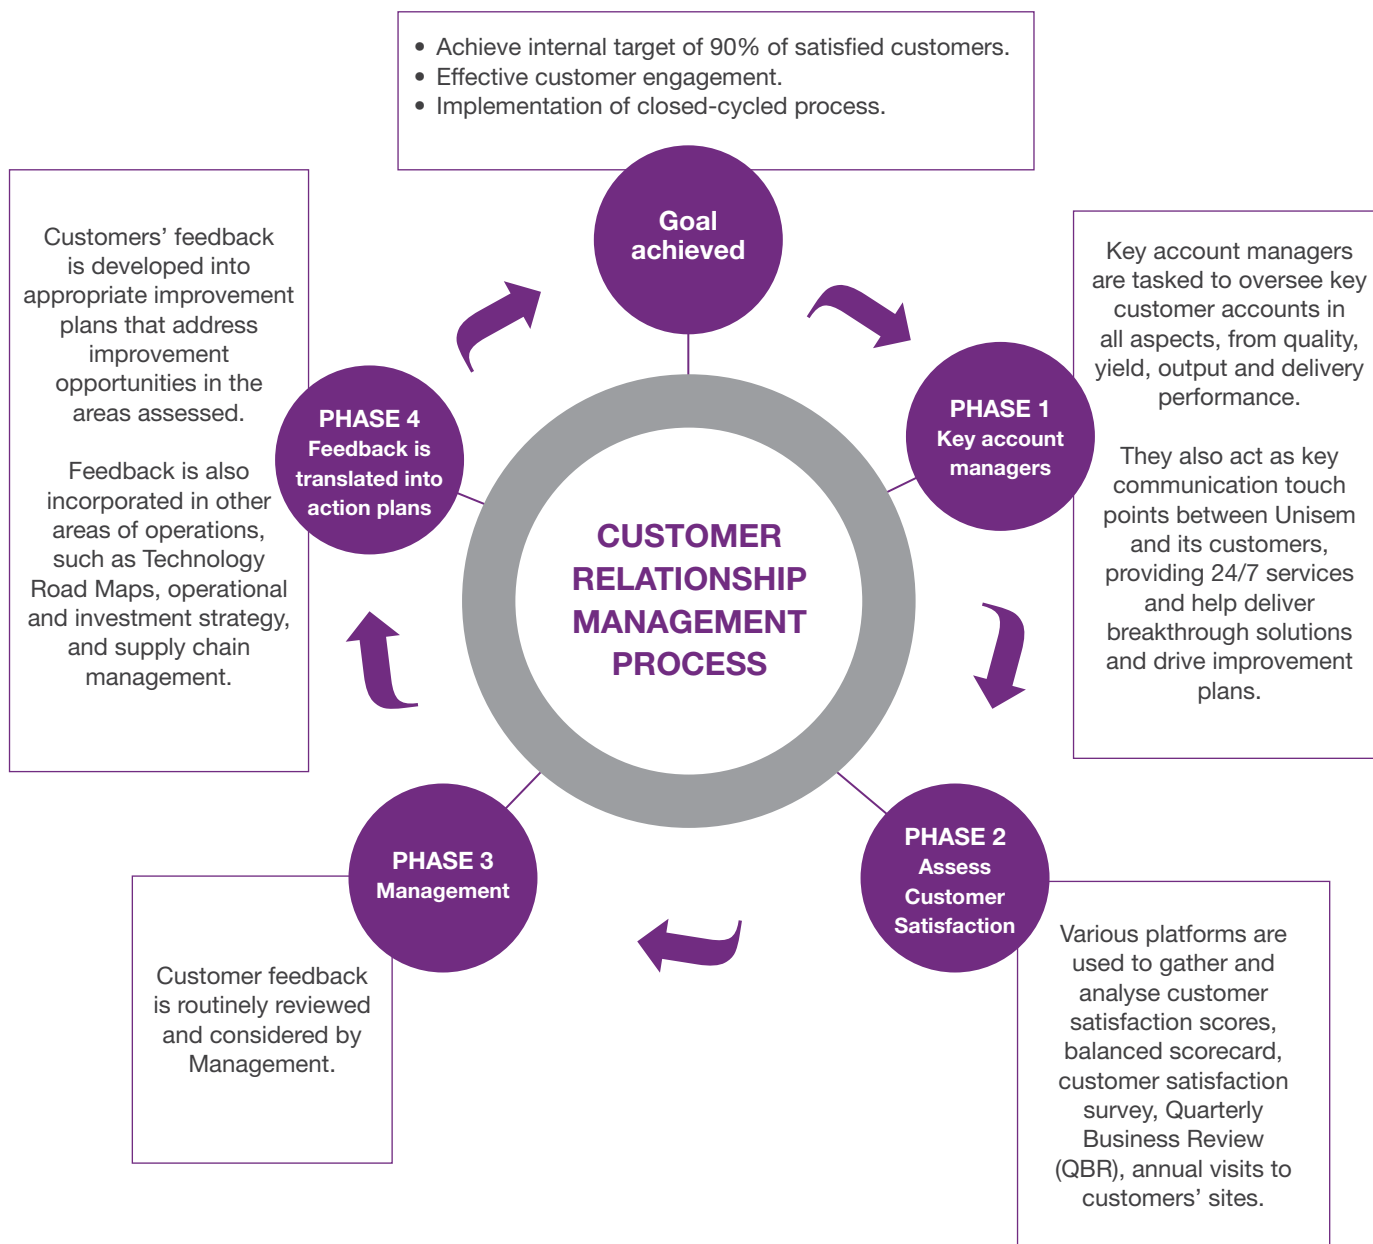 • Achieve internal target of 90% of satisfied customers.
• Effective customer engagement.
• Implementation of closed-cycled process.
Goal
achieved
PHASE 1
Key account
managers
Key account managers
are tasked to oversee key
customer accounts in
all aspects, from quality,
yield, output and delivery
performance.
They also act as key
communication touch
points between Unisem
and its customers,
providing 24/7 services
and help deliver
breakthrough solutions
and drive improvement
plans.
PHASE 2
Assess
Customer
Satisfaction
Various platforms are
used to gather and
analyse customer
satisfaction scores,
balanced scorecard,
customer satisfaction
survey, Quarterly
Business Review
(QBR), annual visits to
customers’ sites.
PHASE 3
Management
Customer feedback
is routinely reviewed
and considered by
Management.
PHASE 4
Feedback is
translated into
action plans
Customers’ feedback
is developed into
appropriate improvement
plans that address
improvement
opportunities in the
areas assessed.
Feedback is also
incorporated in other
areas of operations,
such as Technology
Road Maps, operational
and investment strategy,
and supply chain
management.
CUSTOMER
RELATIONSHIP
MANAGEMENT
PROCESS